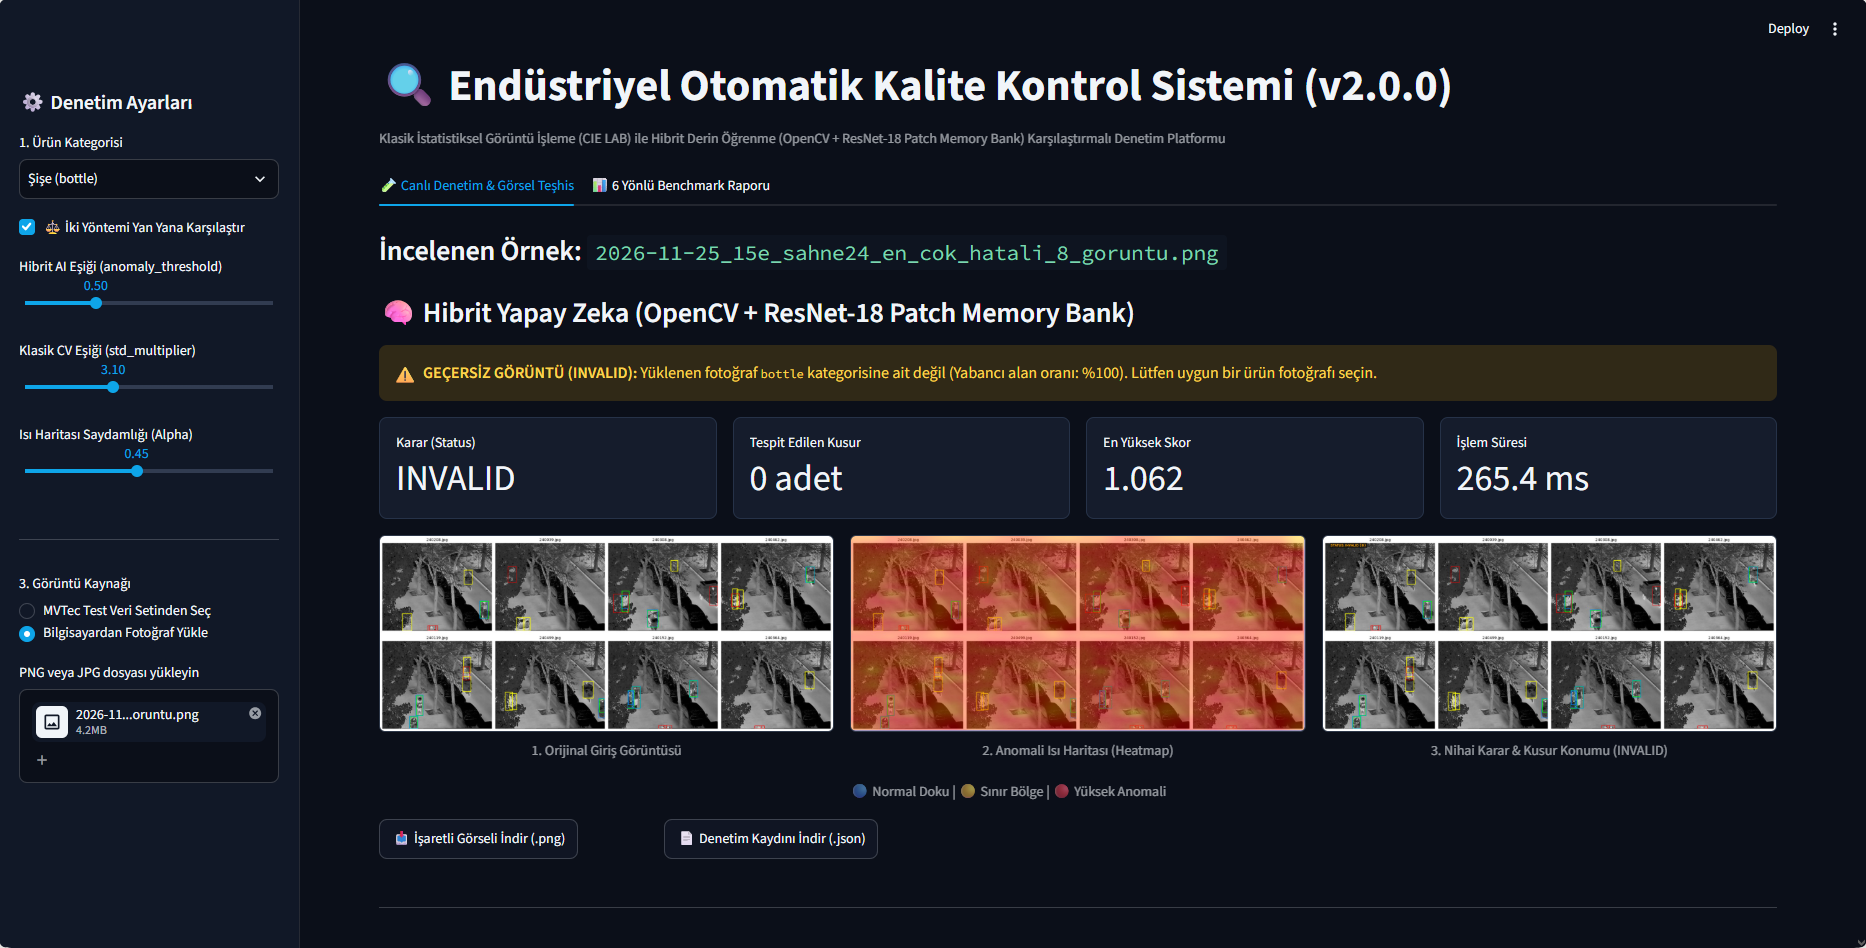 Deploy
Denetim Ayarları
1. Ürün Kategorisi
Şişe (bottle)
İki Yöntemi Yan Yana Karşılaştır
Hibrit AI Eşiği (anomaly_threshold)
0.50
Klasik CV Eşiği (std_multiplier)
3.10
Isı Haritası Saydamlığı (Alpha)
0.45
3. Görüntü Kaynağı
MVTec Test Veri Setinden Seç
Bilgisayardan Fotoğraf Yükle
PNG veya JPG dosyası yükleyin
2026-11...oruntu.png
4.2MB
Endüstriyel Otomatik Kalite Kontrol Sistemi (v2.0.0)
Klasik İstatistiksel Görüntü İşleme (CIE LAB) ile Hibrit Derin Öğrenme (OpenCV + ResNet-18 Patch Memory Bank) Karşılaştırmalı Denetim Platformu
Canlı Denetim & Görsel Teşhis
6 Yönlü Benchmark Raporu
İncelenen Örnek: 2026-11-25_15e_sahne24_en_cok_hatali_8_goruntu.png
Hibrit Yapay Zeka (OpenCV + ResNet-18 Patch Memory Bank)
GEÇERSİZ GÖRÜNTÜ (INVALID): Yüklenen fotoğraf bottle kategorisine ait değil (Yabancı alan oranı: %100). Lütfen uygun bir ürün fotoğrafı seçin.
Karar (Status)
INVALID
Tespit Edilen Kusur
0 adet
En Yüksek Skor
1.062
İşlem Süresi
265.4 ms
1. Orijinal Giriş Görüntüsü
2. Anomali Isı Haritası (Heatmap)
3. Nihai Karar & Kusur Konumu (INVALID)
Normal Doku | Sınır Bölge | Yüksek Anomali
İşaretli Görseli İndir (.png)
Denetim Kaydını İndir (.json)